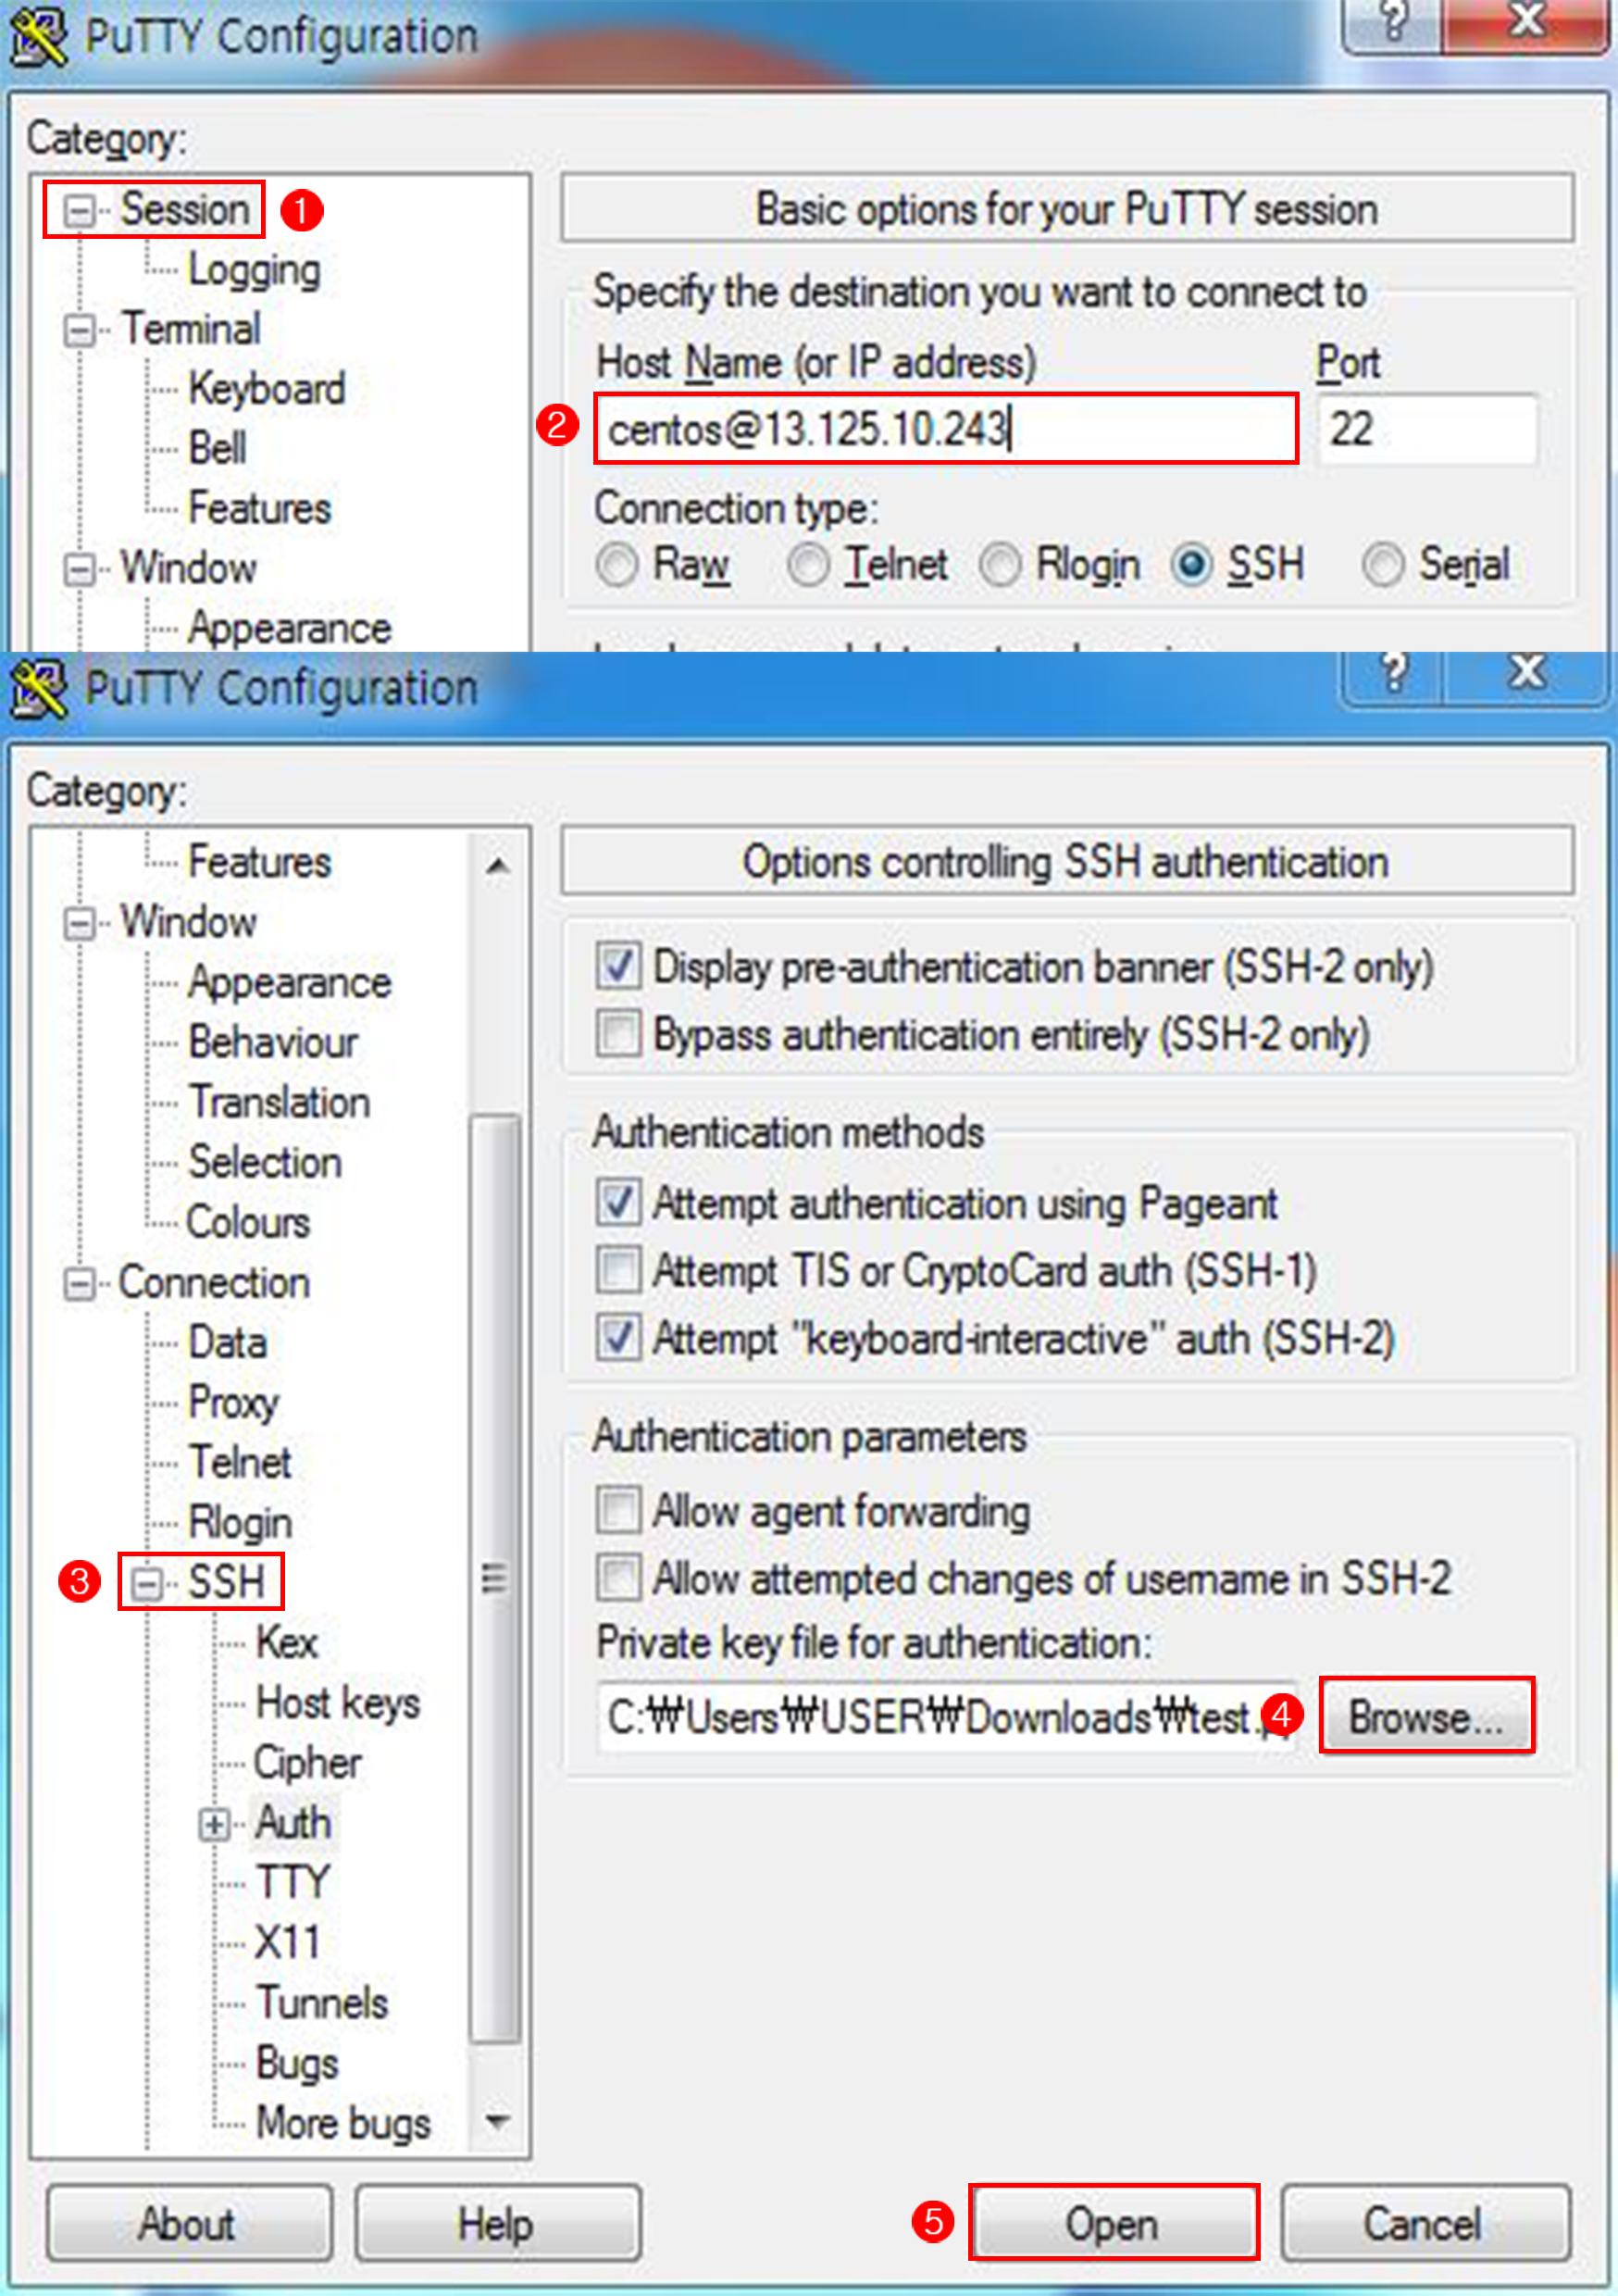 PuTTY Configuration
Category:
Session
1
Logging
Terminal
Keyboard
Bell
Features
Window
Appearance
Basic options for your PuTTY session
Specify the destination you want to connect to
Host Name (or IP address)
Port
2
centos@13.125.10.243
22
Connection type:
Raw
Telnet
Rlogin
SSH
Serial
PuTTY Configuration
Category:
Features
Window
Appearance
Behaviour
Translation
Selection
Colours
Connection
Data
Proxy
Telnet
Rlogin
3
SSH
Kex
Host keys
Cipher
Auth
TTY
X11
Tunnels
Bugs
More bugs
Options controlling SSH authentication
Display pre-authentication banner (SSH-2 only)
Bypass authentication entirely (SSH-2 only)
Authentication methods
Attempt authentication using Pageant
Attempt TIS or CryptoCard auth (SSH-1)
Attempt "keyboard-interactive" auth (SSH-2)
Authentication parameters
Allow agent forwarding
Allow attempted changes of username in SSH-2
Private key file for authentication:
C:₩Users₩USER₩Downloads₩test.p
4
Browse...
About
Help
5
Open
Cancel